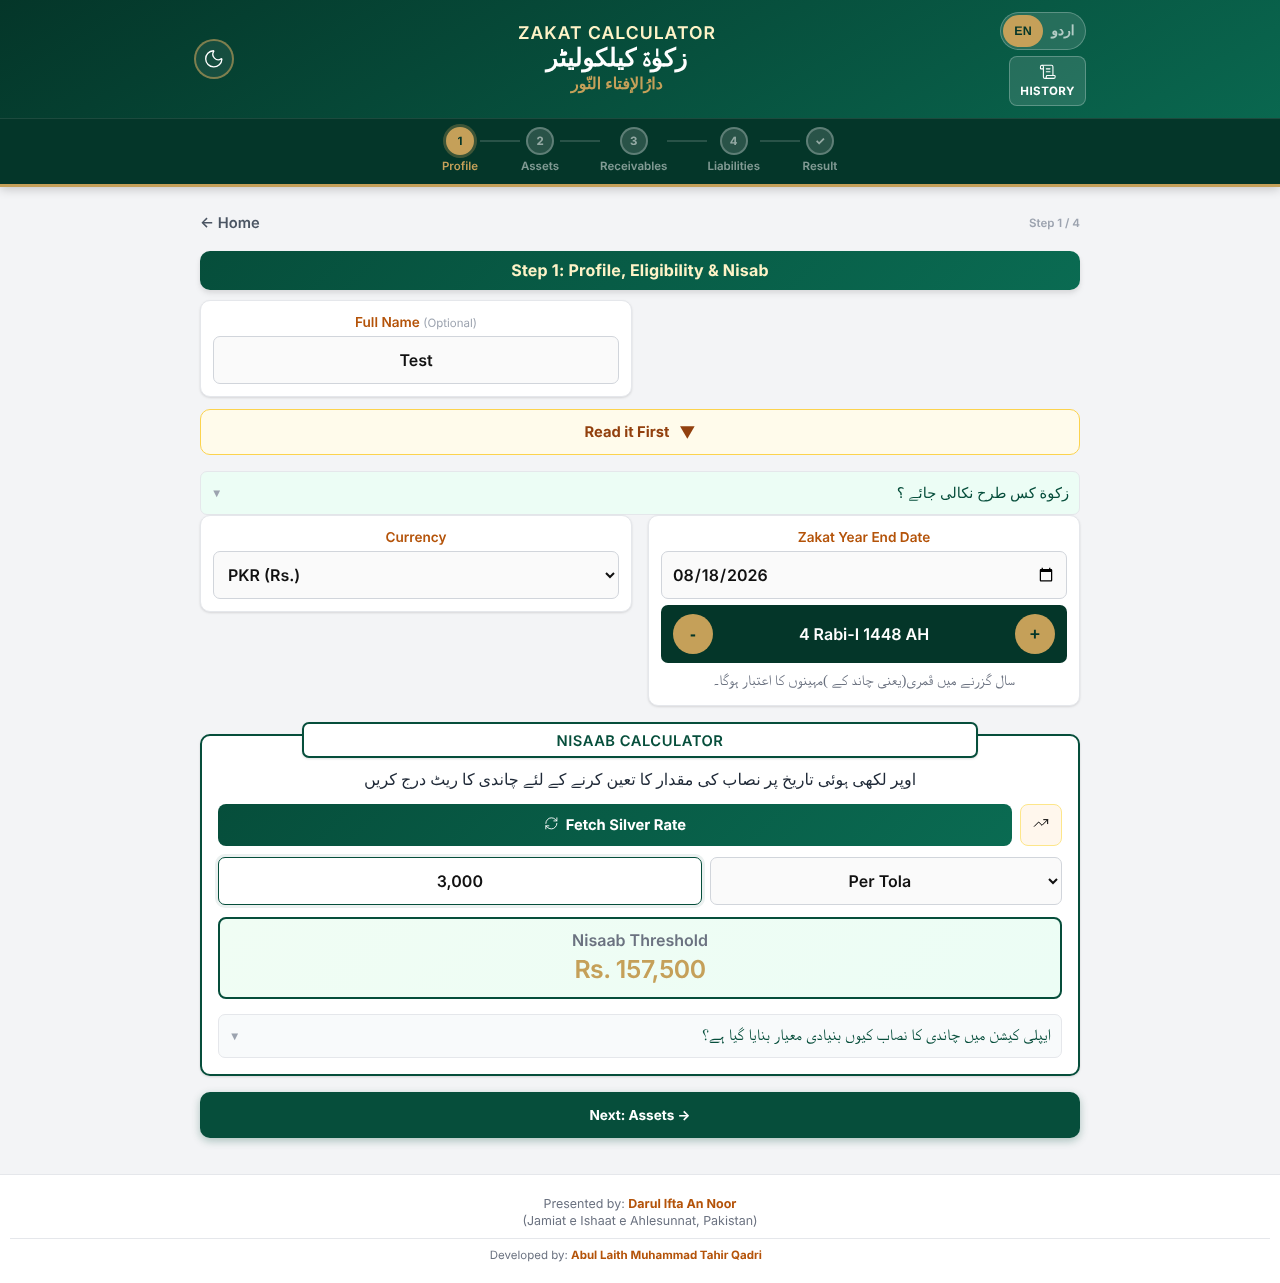 ZAKAT CALCULATOR
زکوٰۃ کیلکولیٹر
دارُالإفتاء النّور
EN اردو
HISTORY
1 2 3 4 ✓
Profile Assets Receivables Liabilities Result
← Home
Step 1 / 4
Step 1: Profile, Eligibility & Nisab
Full Name (Optional)
Test
Read it First ▼
زکوۃ کس طرح نکالی جائے ؟ ▼
Currency
PKR (Rs.)
Zakat Year End Date
08/18/2026
- 4 Rabi-I 1448 AH +
سال گزرنے میں قمری(یعنی چاند کے )مہینوں کا اعتبار ہوگا۔
NISAAB CALCULATOR
اوپر لکھی ہوئی تاریخ پر نصاب کی مقدار کا تعین کرنے کے لئے چاندی کا ریٹ درج کریں
Fetch Silver Rate
3,000
Per Tola
Nisaab Threshold
Rs. 157,500
ایپلی کیشن میں چاندی کا نصاب کیوں بنیادی معیار بنایا گیا ہے؟ ▼
Next: Assets →
Presented by: Darul Ifta An Noor
(Jamiat e Ishaat e Ahlesunnat, Pakistan)
Developed by: Abul Laith Muhammad Tahir Qadri